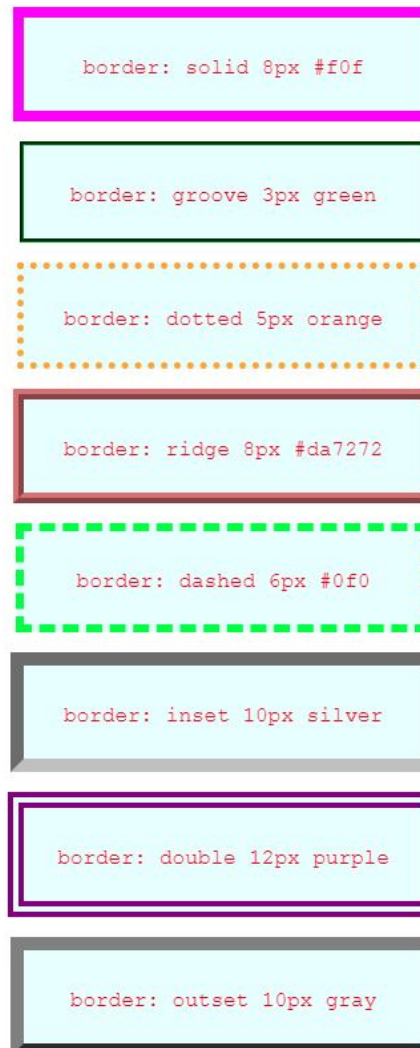 border: solid 8px #f0f
border: groove 3px green
border: dotted 5px orange
border: ridge 8px #da7272
border: dashed 6px #0f0
border: inset 10px silver
border: double 12px purple
border: outset 10px gray